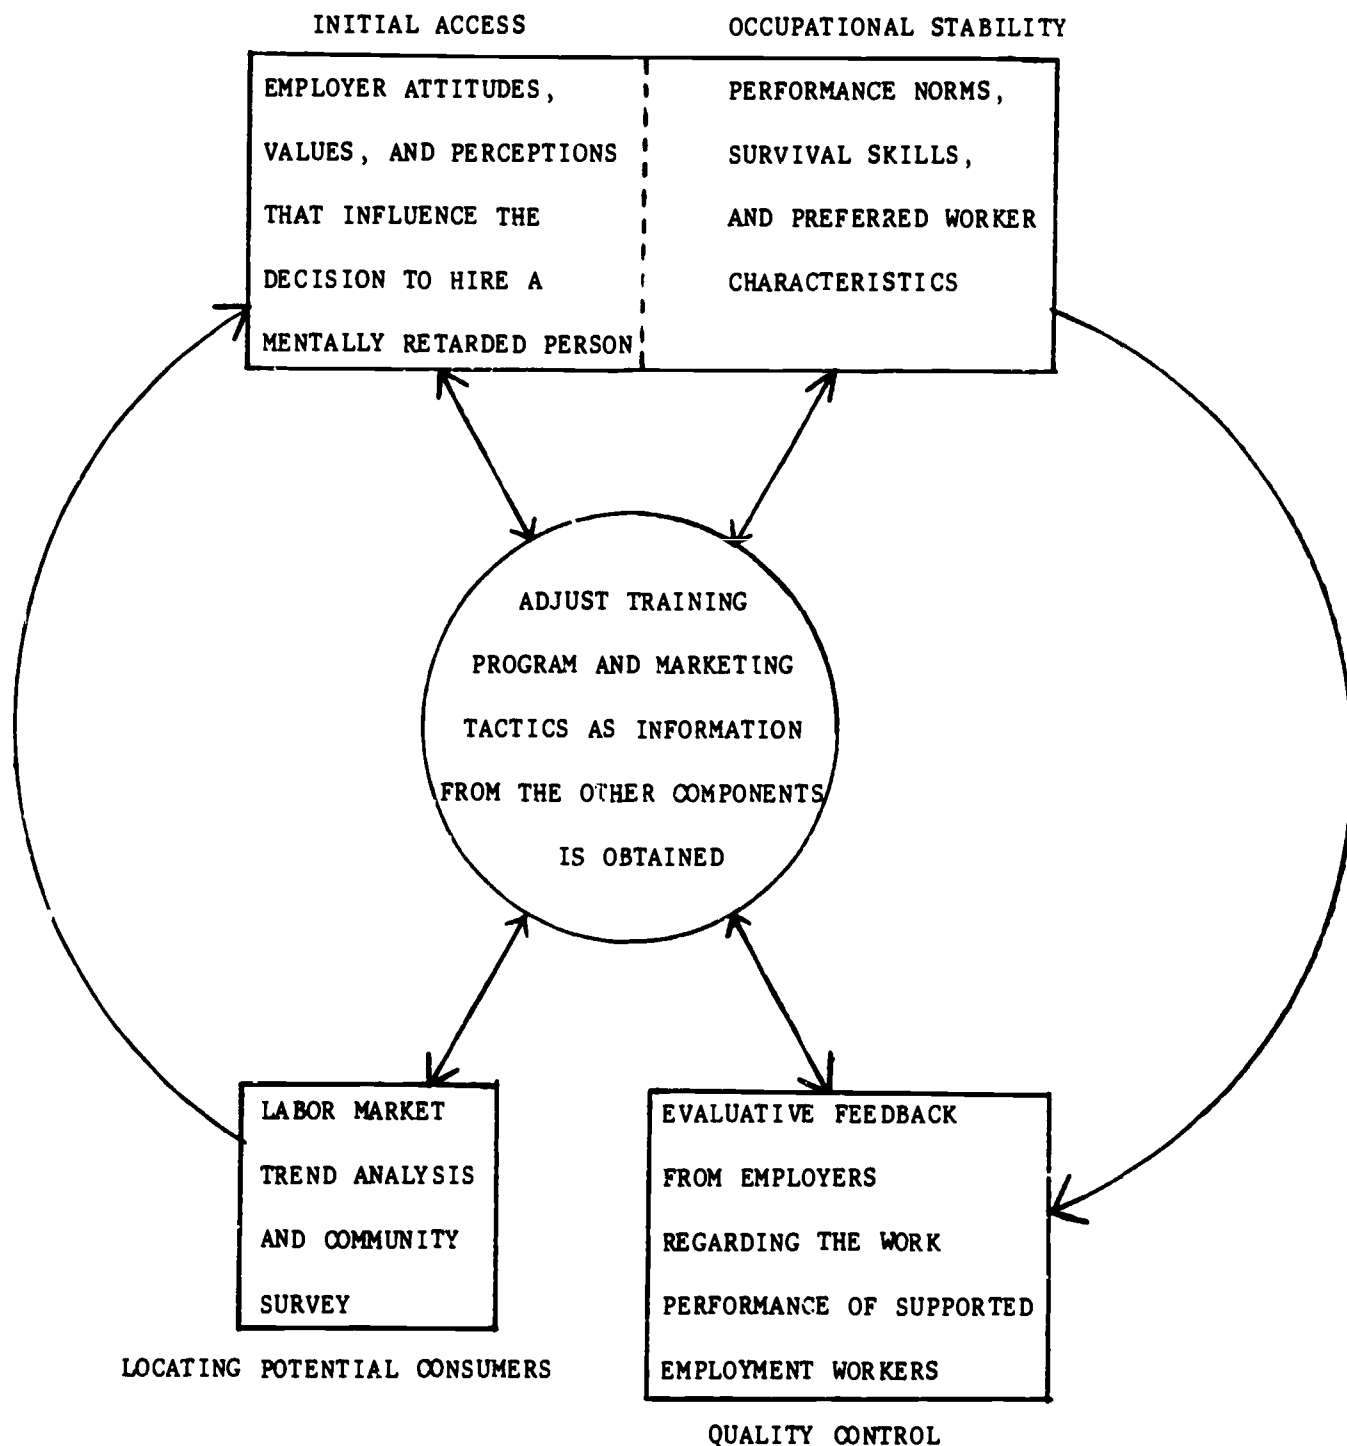 INITIAL ACCESS
OCCUPATIONAL STABILITY
EMPLOYER ATTITUDES,
VALUES, AND PERCEPTIONS
THAT INFLUENCE THE
DECISION TO HIRE A
MENTALLY RETARDED PERSON
PERFORMANCE NORMS,
SURVIVAL SKILLS,
AND PREFERRED WORKER
CHARACTERISTICS
ADJUST TRAINING
PROGRAM AND MARKETING
TACTICS AS INFORMATION
FROM THE OTHER COMPONENTS
IS OBTAINED
LABOR MARKET
TREND ANALYSIS
AND COMMUNITY
SURVEY
LOCATING POTENTIAL CONSUMERS
EVALUATIVE FEEDBACK
FROM EMPLOYERS
REGARDING THE WORK
PERFORMANCE OF SUPPORTED
EMPLOYMENT WORKERS
QUALITY CONTROL